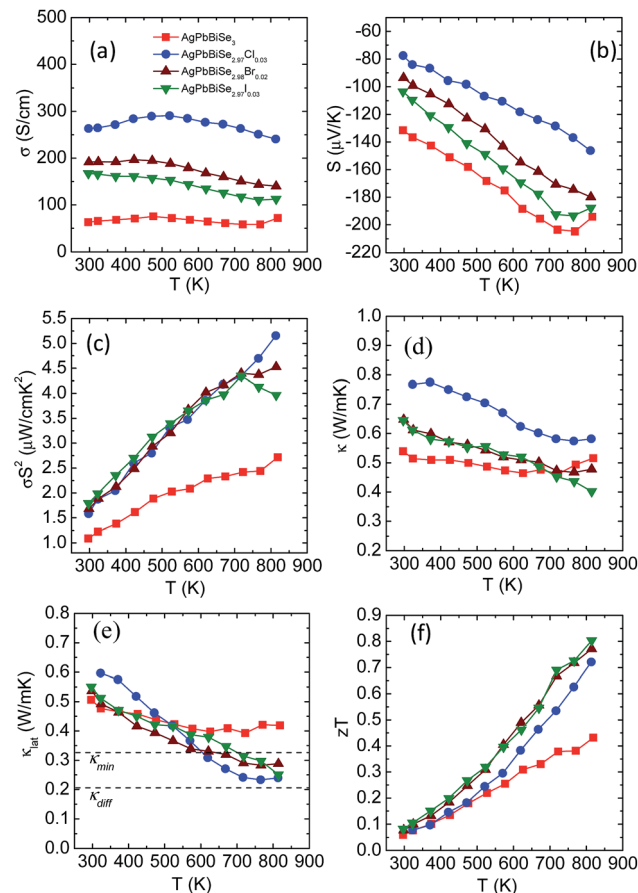 (a)
AgPbBiSe3
AgPbBiSe2.97Cl0.03
AgPbBiSe2.98Br0.02
AgPbBiSe2.97I0.03
σ (S/cm)
500
400
300
200
100
0
300 400 500 600 700 800 900
T (K)
(b)
S (μV/K)
-40
-60
-80
-100
-120
-140
-160
-180
-200
-220
300 400 500 600 700 800 900
T (K)
(c)
σS² (μW/cmK²)
5.5
5.0
4.5
4.0
3.5
3.0
2.5
2.0
1.5
1.0
300 400 500 600 700 800 900
T (K)
(d)
κ (W/mK)
1.0
0.9
0.8
0.7
0.6
0.5
0.4
0.3
0.2
300 400 500 600 700 800 900
T (K)
(e)
κlat (W/mK)
0.8
0.7
0.6
0.5
0.4
0.3
0.2
0.1
0.0
κmin
κdiff
300 400 500 600 700 800 900
T (K)
(f)
zT
0.9
0.8
0.7
0.6
0.5
0.4
0.3
0.2
0.1
0.0
300 400 500 600 700 800 900
T (K)